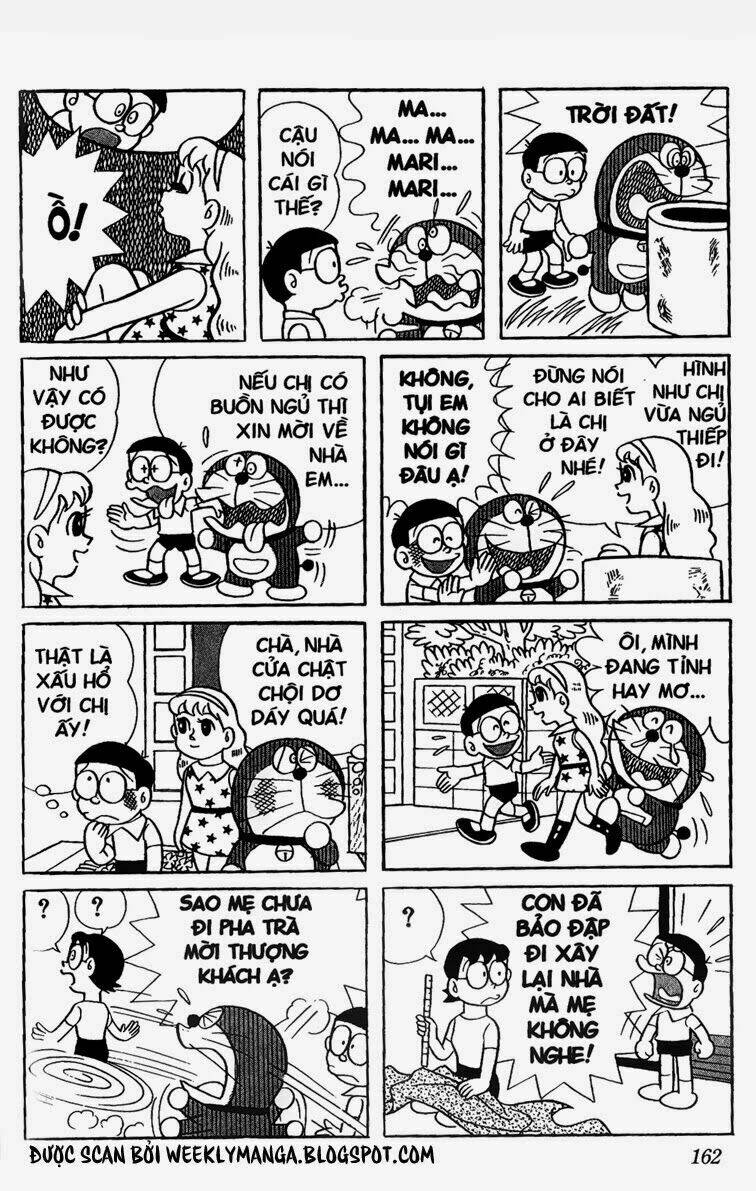 TRỜI ĐẤT!
MA...
MA... MA...
MARI...
MARI...
CẬU
NÓI
CÁI GÌ
THẾ?
Ồ!
HÌNH
NHƯ CHỊ
VỪA NGỦ
THIẾP
ĐI!
ĐỪNG NÓI
CHO AI BIẾT
LÀ CHỊ
Ở ĐÂY
NHÉ!
KHÔNG,
TỤI EM
KHÔNG
NÓI GÌ
ĐÂU Ạ!
NẾU CHỊ CÓ
BUỒN NGỦ THÌ
XIN MỜI VỀ
NHÀ
EM...
NHƯ
VẬY CÓ
ĐƯỢC
KHÔNG?
ÔI, MÌNH
ĐANG TỈNH
HAY MƠ...
CHÀ, NHÀ
CỬA CHẬT
CHỘI DƠ
DÁY QUÁ!
THẬT LÀ
XẤU HỔ
VỚI CHỊ
ẤY!
CON ĐÃ
BẢO ĐẬP
ĐI XÂY
LẠI NHÀ
MÀ MẸ
KHÔNG
NGHE!
?
SAO MẸ CHƯA
ĐI PHA TRÀ
MỜI THƯỢNG
KHÁCH Ạ?
?
?
ĐƯỢC SCAN BỞI WEEKLYMANGA.BLOGSPOT.COM
162